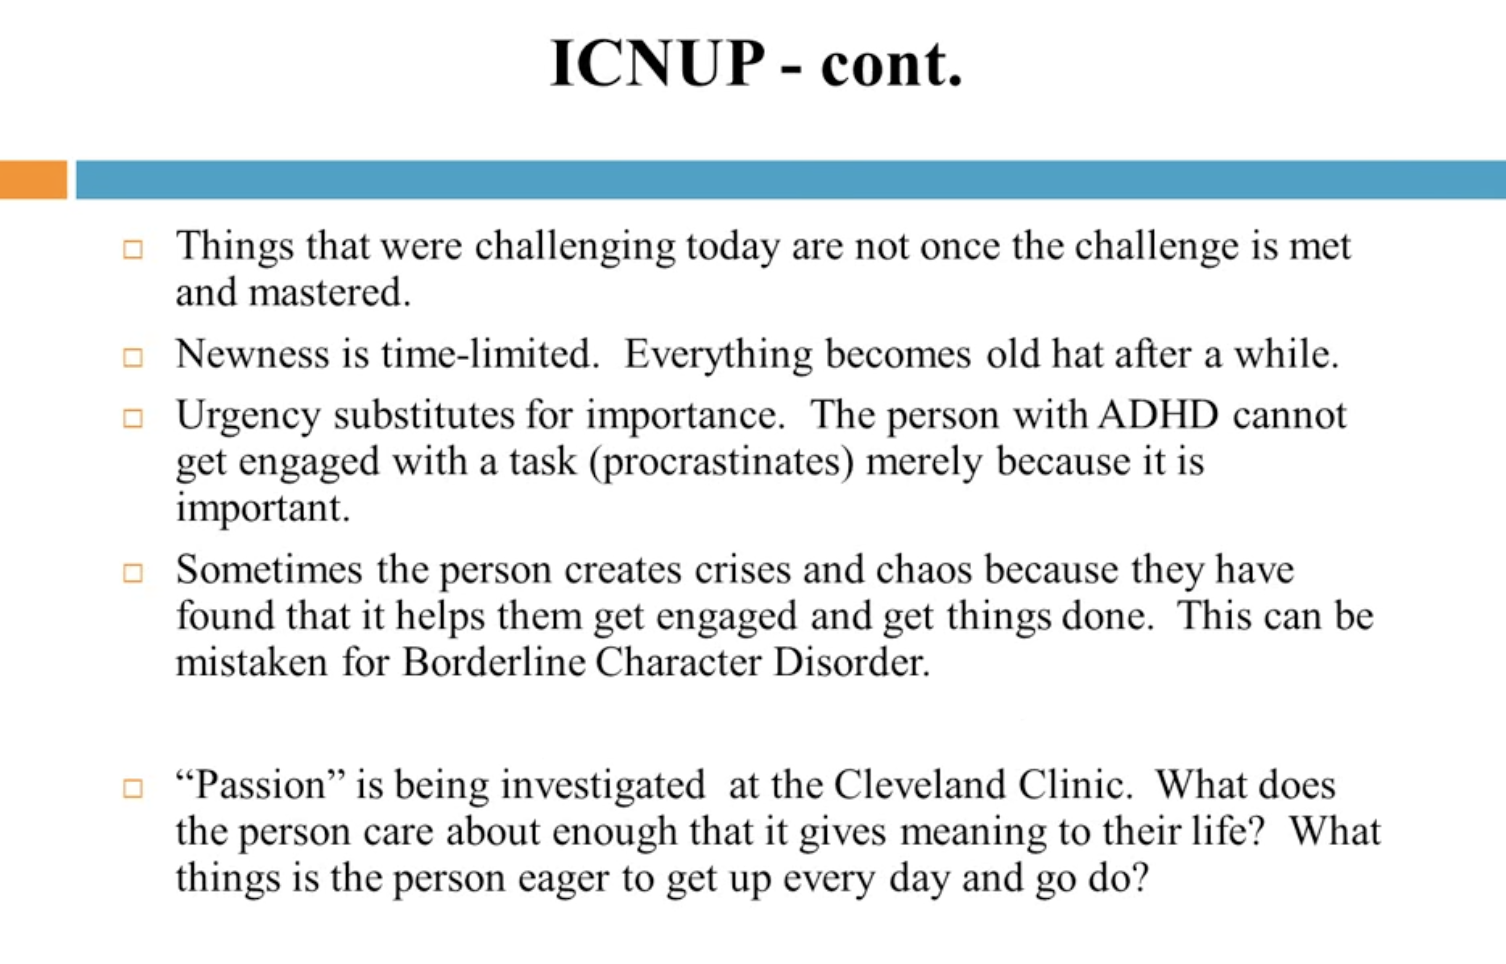 ICNUP - cont.
Things that were challenging today are not once the challenge is met
and mastered.
Newness is time-limited.  Everything becomes old hat after a while.
Urgency substitutes for importance.  The person with ADHD cannot
get engaged with a task (procrastinates) merely because it is
important.
Sometimes the person creates crises and chaos because they have
found that it helps them get engaged and get things done.  This can be
mistaken for Borderline Character Disorder.
“Passion” is being investigated  at the Cleveland Clinic.  What does
the person care about enough that it gives meaning to their life?  What
things is the person eager to get up every day and go do?